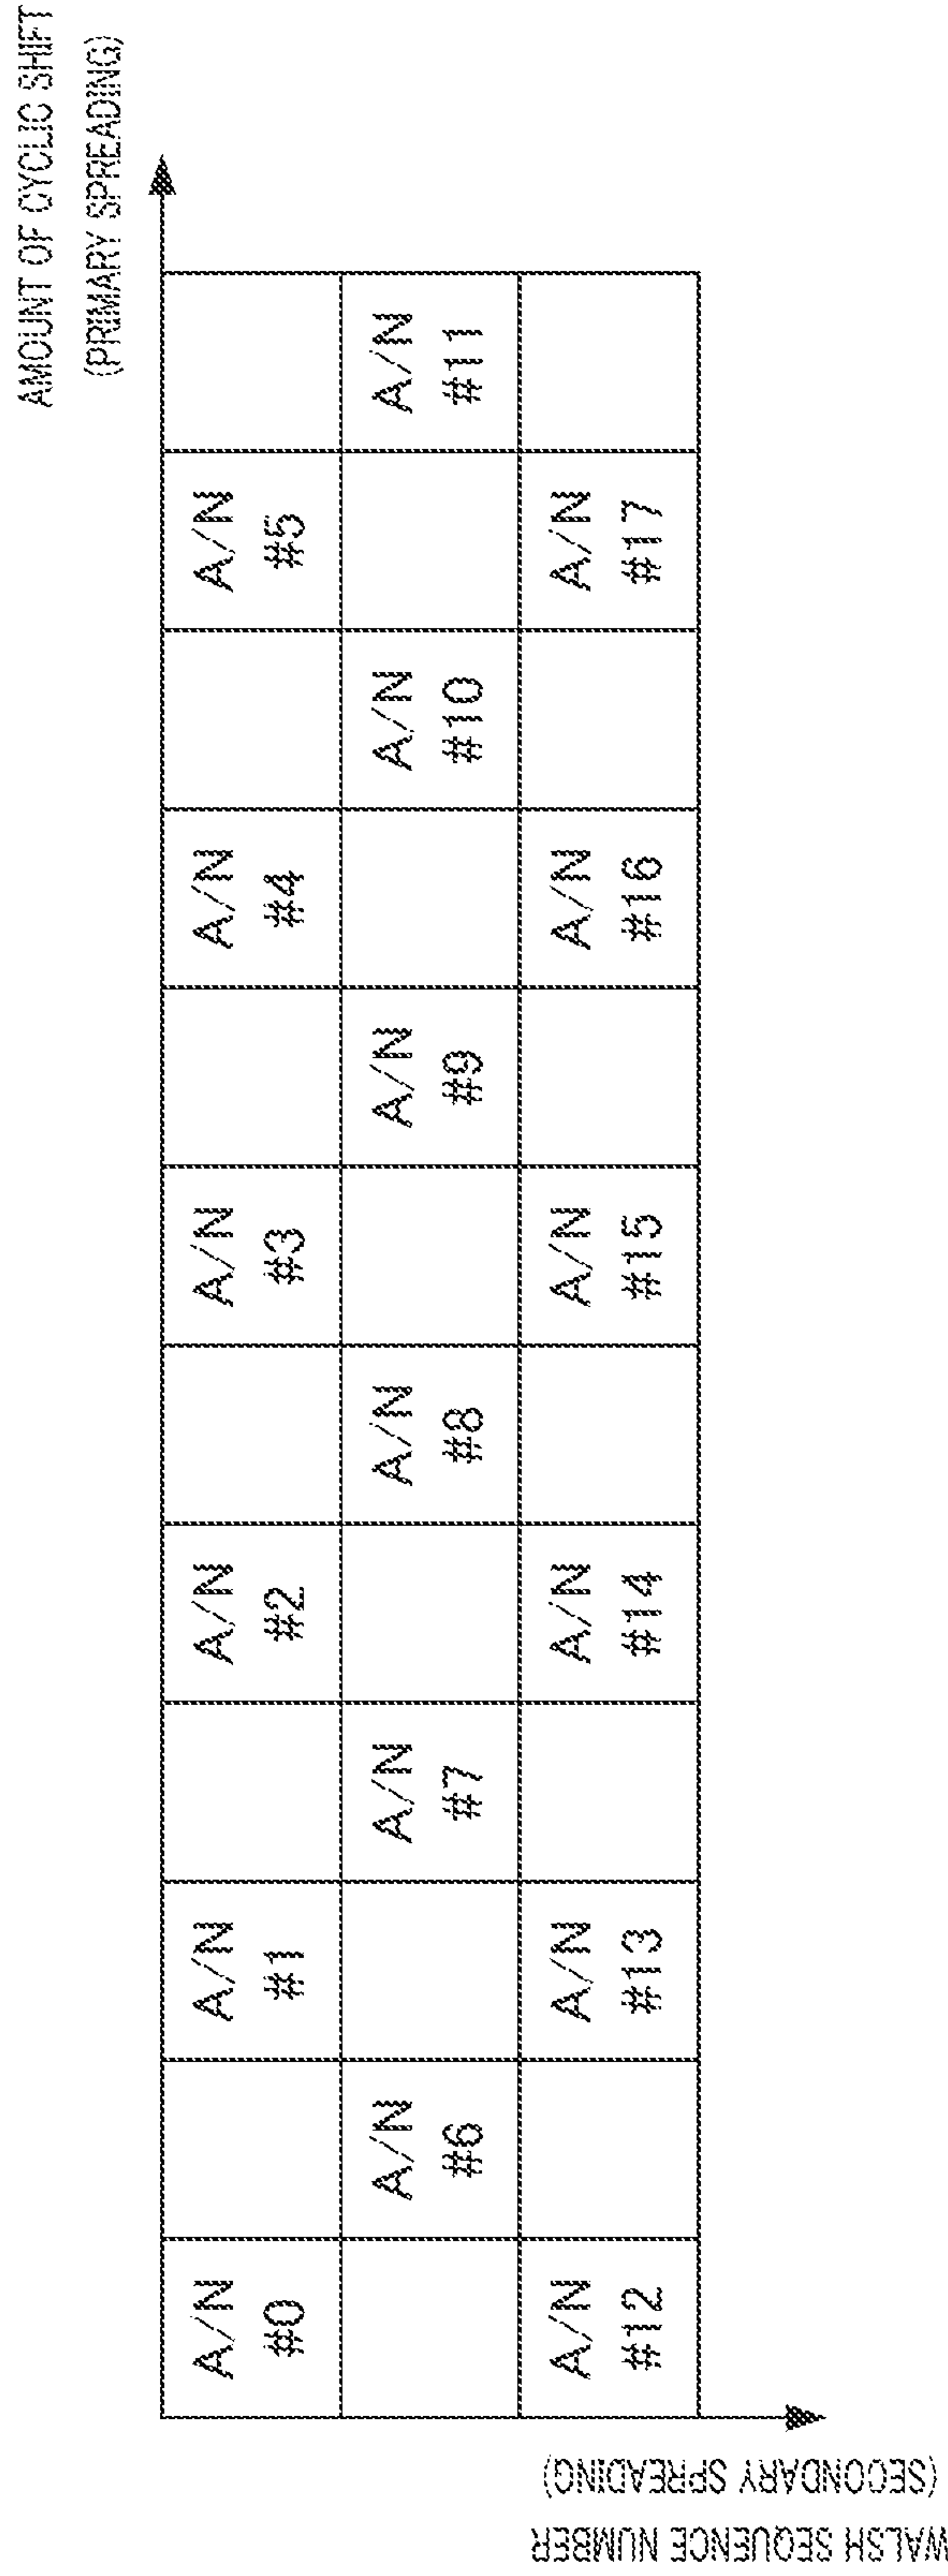 AMOUNT OF CYCLIC SHIFT
(PRIMARY SPREADING)
WALSH SEQUENCE NUMBER
(SECONDARY SPREADING)
A/N
#0
A/N
#1
A/N
#2
A/N
#3
A/N
#4
A/N
#5
A/N
#6
A/N
#7
A/N
#8
A/N
#9
A/N
#10
A/N
#11
A/N
#12
A/N
#13
A/N
#14
A/N
#15
A/N
#16
A/N
#17